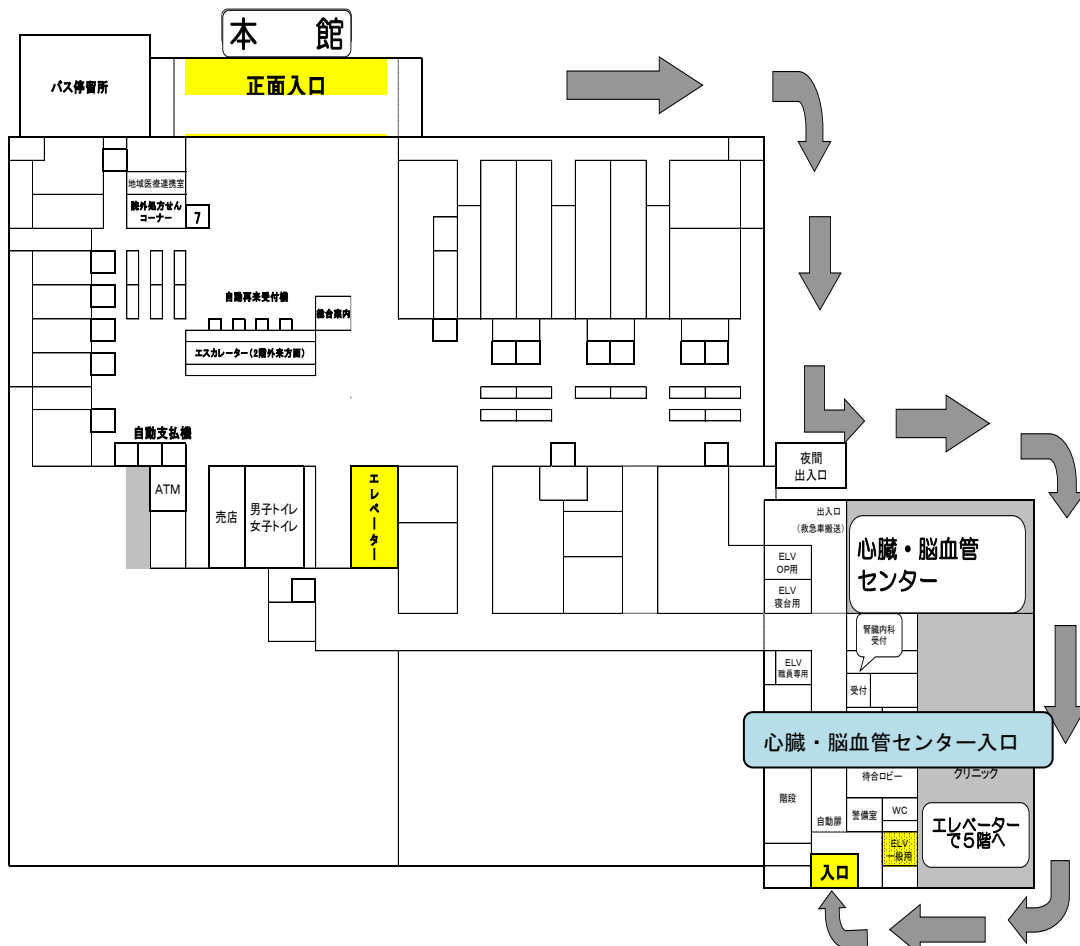 本　館
バス停留所
正面入口
地域医療連携室
院外処方せん
コーナー
7
自動再来受付機
総合案内
エスカレーター(2階外来方面)
自動支払機
ATM
売店
男子トイレ
女子トイレ
エレベーター
夜間
出入口
出入口
(救急車搬送)
心臓・脳血管
センター
ELV
OP用
ELV
寝台用
腎臓内科
受付
ELV
職員専用
受付
心臓・脳血管センター入口
待合ロビー
クリニック
階段
自動扉
警備室
WC
エレベーター
で5階へ
ELV
一般用
入口